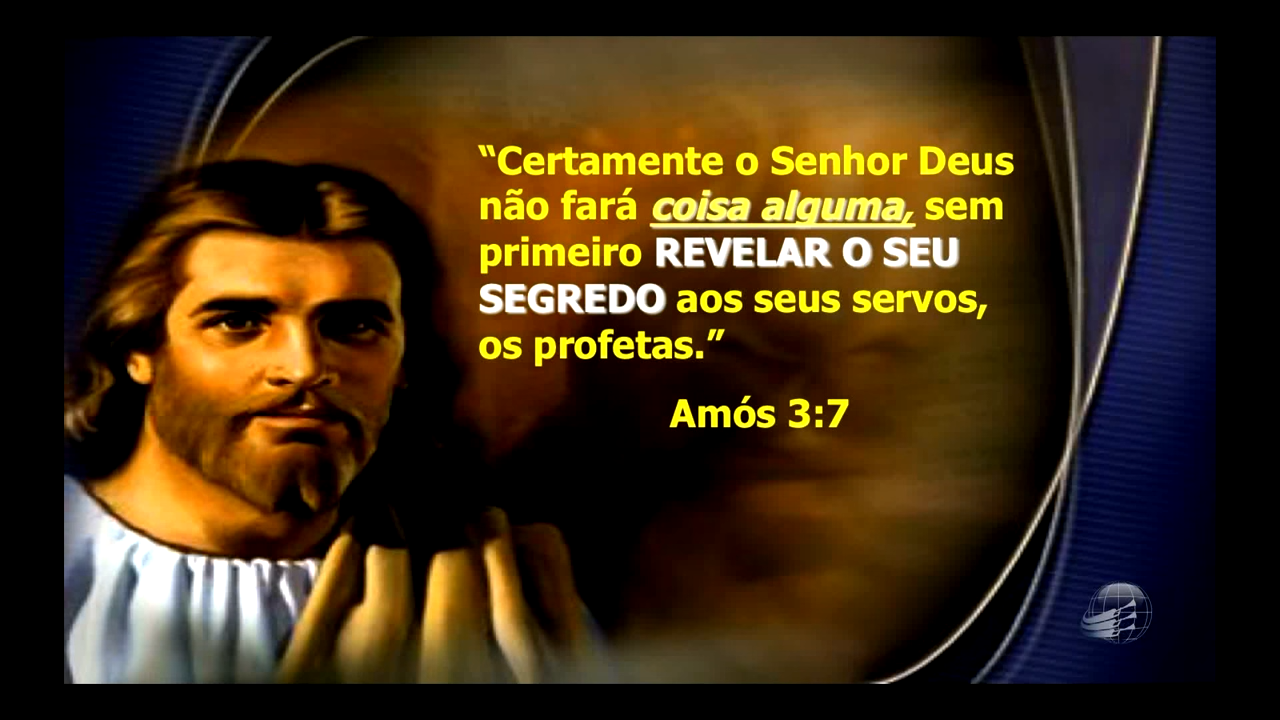 “Certamente o Senhor Deus
não fará coisa alguma, sem
primeiro REVELAR O SEU
SEGREDO aos seus servos,
os profetas.”
Amós 3:7